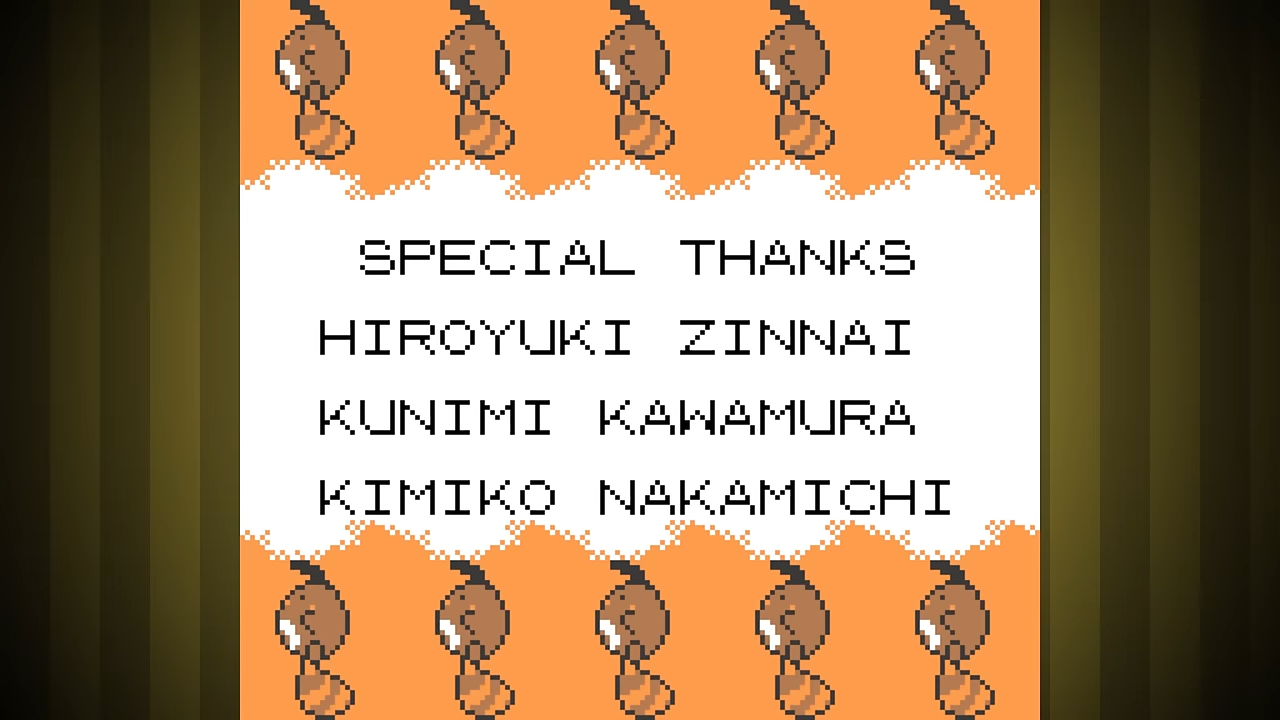 SPECIAL THANKS
HIROYUKI ZINNAI
KUNIMI KAWAMURA
KIMIKO NAKAMICHI